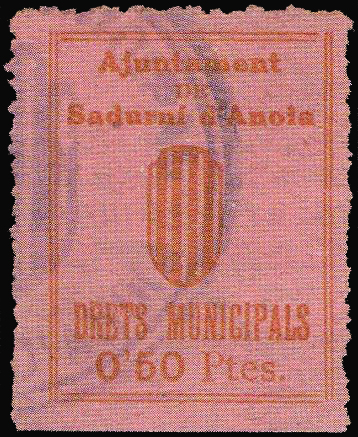 Ajuntament
DE
Sadurní d'Anoia
DRETS MUNICIPALS
0'50 Ptes.